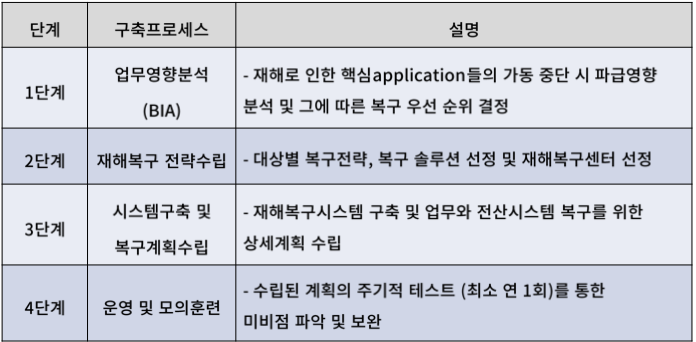 단계 구축프로세스 설명
1단계
업무영향분석
(BIA)
- 재해로 인한 핵심application들의 가동 중단 시 파급영향
분석 및 그에 따른 복구 우선 순위 결정
2단계 재해복구 전략수립 - 대상별 복구전략, 복구 솔루션 선정 및 재해복구센터 선정
3단계
시스템구축 및
복구계획수립
- 재해복구시스템 구축 및 업무와 전산시스템 복구를 위한
상세계획 수립
4단계
운영 및 모의훈련
- 수립된 계획의 주기적 테스트 (최소 연 1회)를 통한
미비점 파악 및 보완